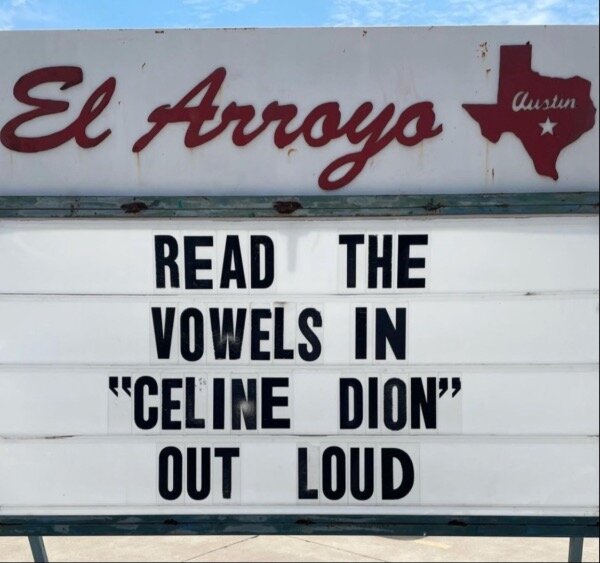 El Arroyo
Austin
READ THE
VOWELS IN
"CELINE DION"
OUT LOUD